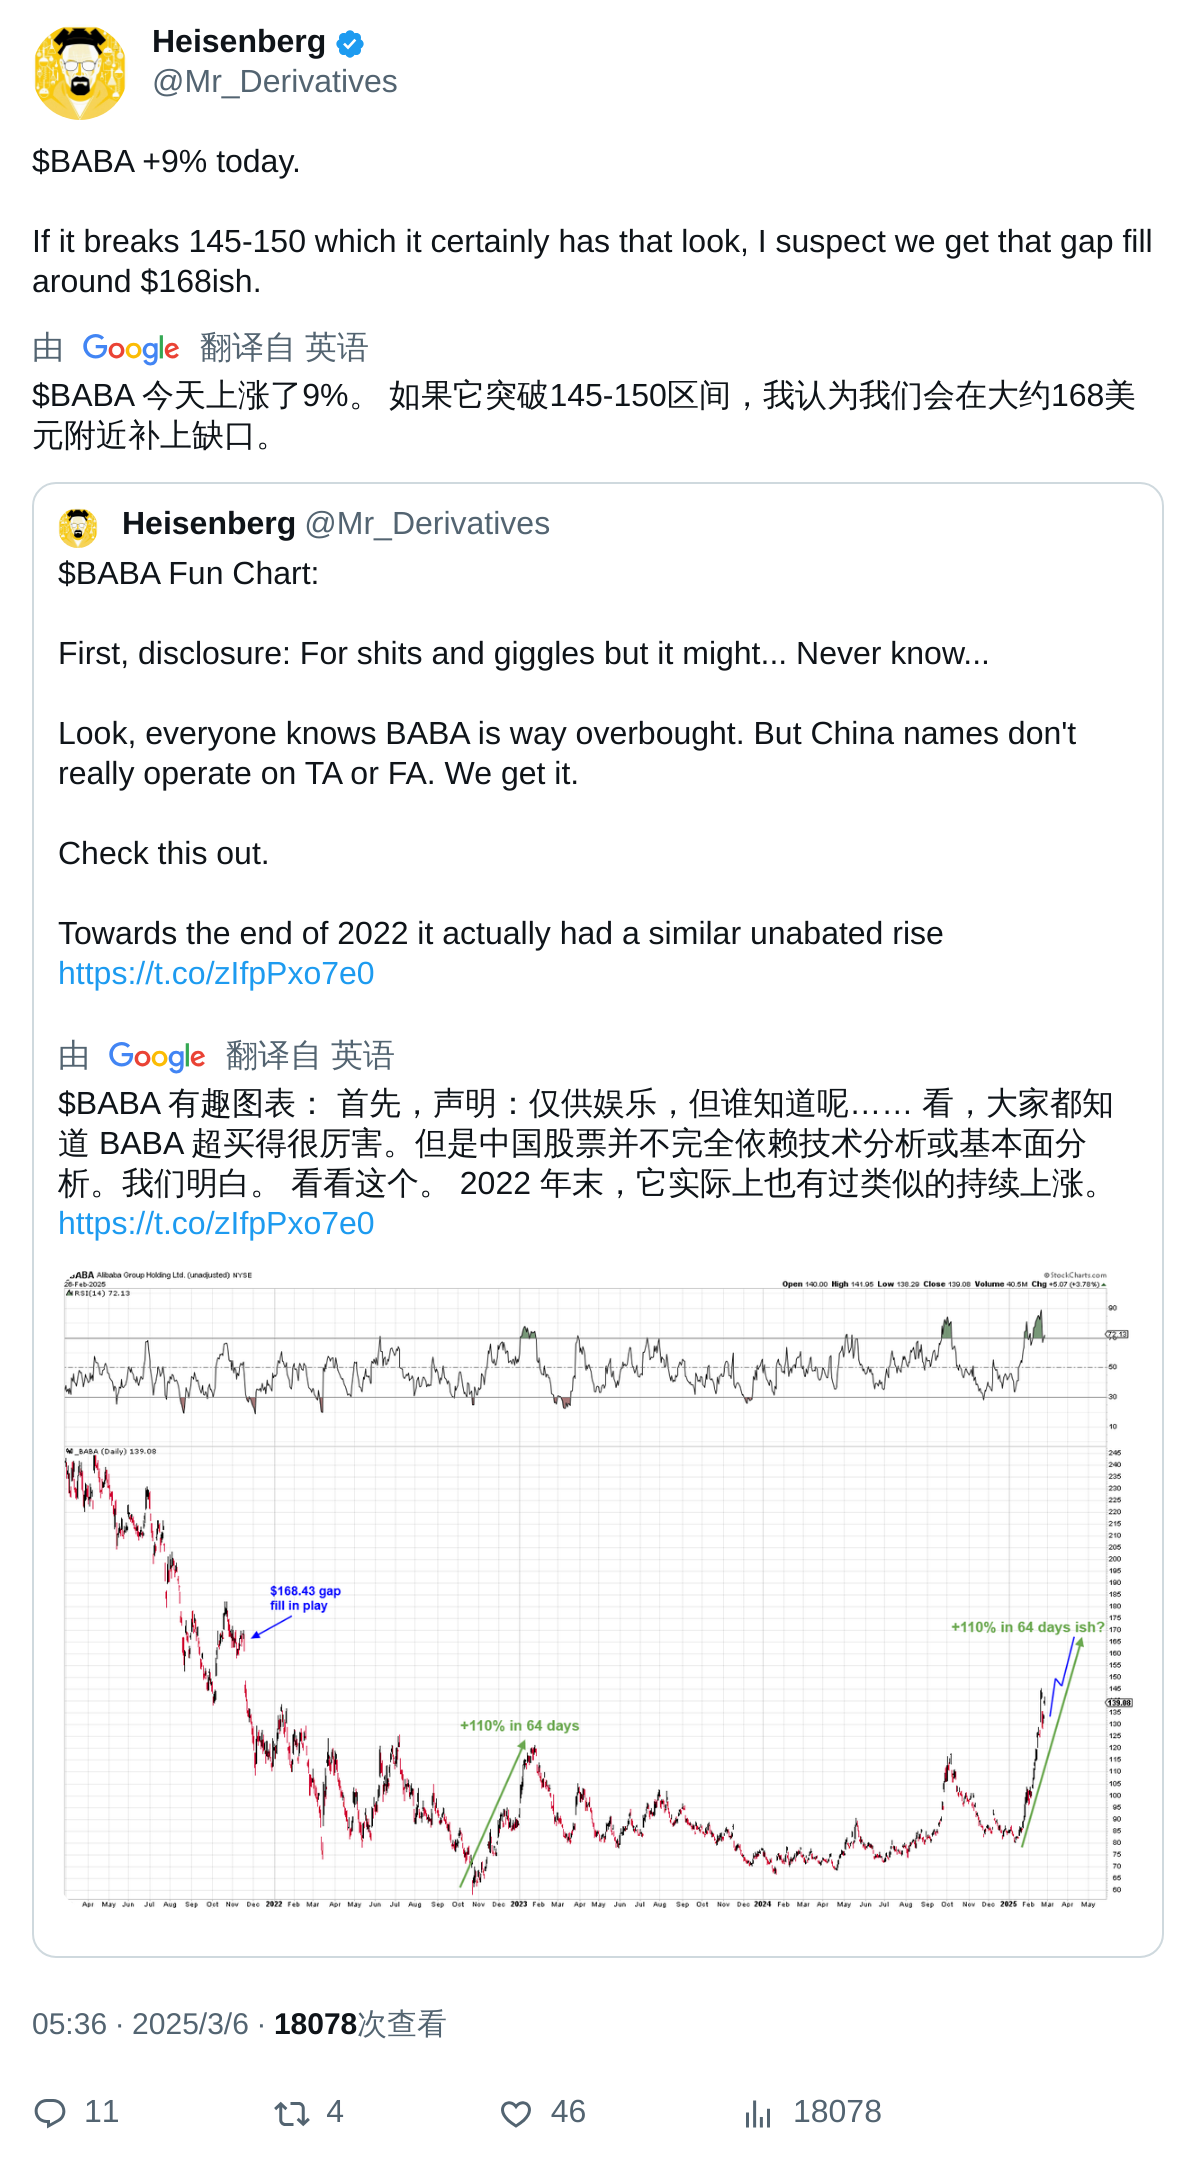 Heisenberg
@Mr_Derivatives
$BABA +9% today.
If it breaks 145-150 which it certainly has that look, I suspect we get that gap fill
around $168ish.
由 Google 翻译自 英语
$BABA 今天上涨了9%。 如果它突破145-150区间，我认为我们会在大约168美
元附近补上缺口。
Heisenberg @Mr_Derivatives
$BABA Fun Chart:
First, disclosure: For shits and giggles but it might... Never know...
Look, everyone knows BABA is way overbought. But China names don't
really operate on TA or FA. We get it.
Check this out.
Towards the end of 2022 it actually had a similar unabated rise
https://t.co/zIfpPxo7e0
由 Google 翻译自 英语
$BABA 有趣图表： 首先，声明：仅供娱乐，但谁知道呢…… 看，大家都知
道 BABA 超买得很厉害。但是中国股票并不完全依赖技术分析或基本面分
析。我们明白。 看看这个。 2022 年末，它实际上也有过类似的持续上涨。
https://t.co/zIfpPxo7e0
BABA Alibaba Group Holding Ltd. (unadjusted) NYSE
© StockCharts.com
26-Feb-2025
Open 140.00 High 141.95 Low 138.29 Close 139.08 Volume 40.5M Chg +5.07 (+3.78%)
RSI(14) 72.13
90
72.13
50
30
10
_BABA (Daily) 139.08
245
240
235
230
225
220
215
210
205
200
195
190
185
180
175
170
165
160
155
150
145
139.08
135
130
125
120
115
110
105
100
95
90
85
80
75
70
65
60
$168.43 gap
fill in play
+110% in 64 days ish?
+110% in 64 days
Apr May Jun Jul Aug Sep Oct Nov Dec 2022 Feb Mar Apr May Jun Jul Aug Sep Oct Nov Dec 2023 Feb Mar Apr May Jun Jul Aug Sep Oct Nov Dec 2024 Feb Mar Apr May Jun Jul Aug Sep Oct Nov Dec 2025 Feb Mar Apr May
05:36 · 2025/3/6 · 18078次查看
11 4 46 18078